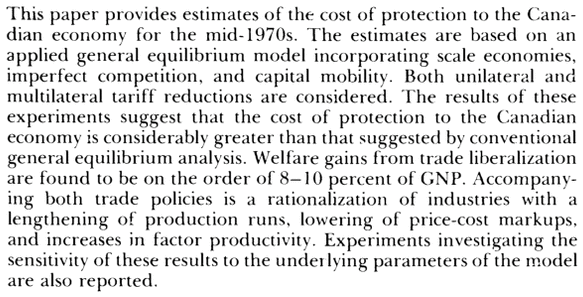 This paper provides estimates of the cost of protection to the Cana-
dian economy for the mid-1970s. The estimates are based on an
applied general equilibrium model incorporating scale economies,
imperfect competition, and capital mobility. Both unilateral and
multilateral tariff reductions are considered. The results of these
experiments suggest that the cost of protection to the Canadian
economy is considerably greater than that suggested by conventional
general equilibrium analysis. Welfare gains from trade liberalization
are found to be on the order of 8–10 percent of GNP. Accompany-
ing both trade policies is a rationalization of industries with a
lengthening of production runs, lowering of price-cost markups,
and increases in factor productivity. Experiments investigating the
sensitivity of these results to the underlying parameters of the model
are also reported.